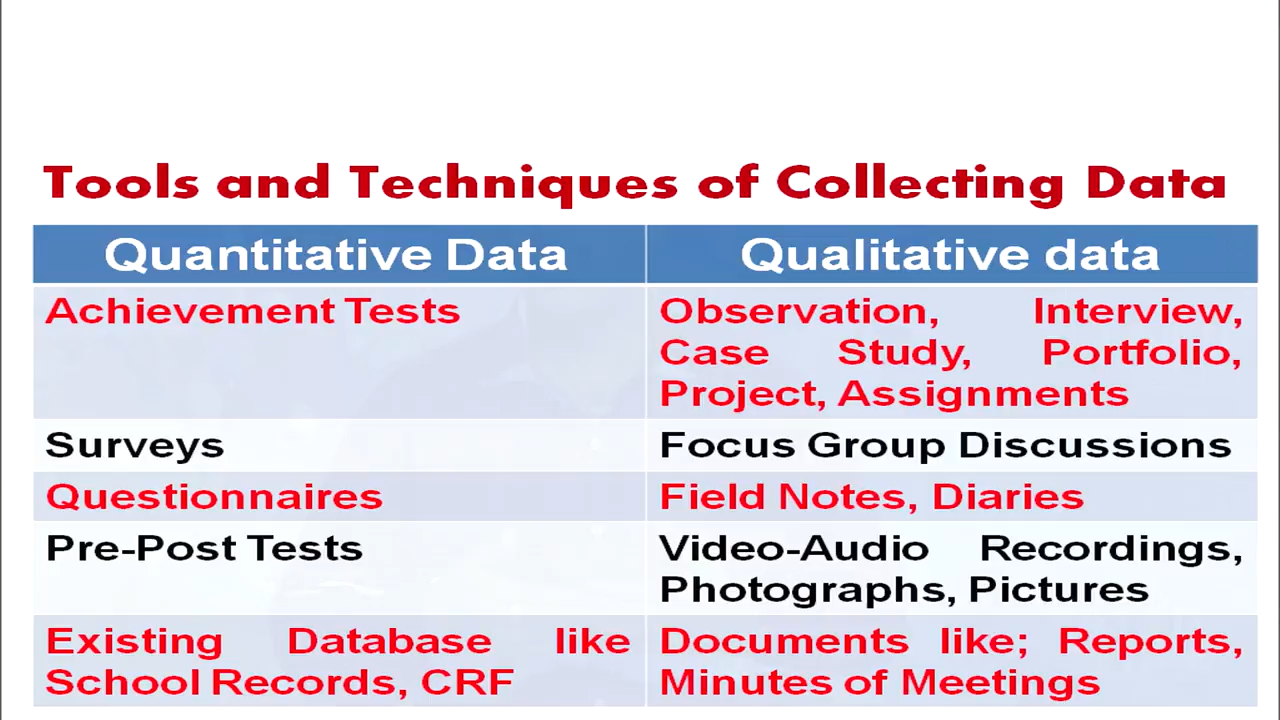 Tools and Techniques of Collecting Data
Quantitative Data
Qualitative data
Achievement Tests
Observation, Interview,
Case Study, Portfolio,
Project, Assignments
Surveys
Focus Group Discussions
Questionnaires
Field Notes, Diaries
Pre-Post Tests
Video-Audio Recordings,
Photographs, Pictures
Existing Database like
School Records, CRF
Documents like; Reports,
Minutes of Meetings